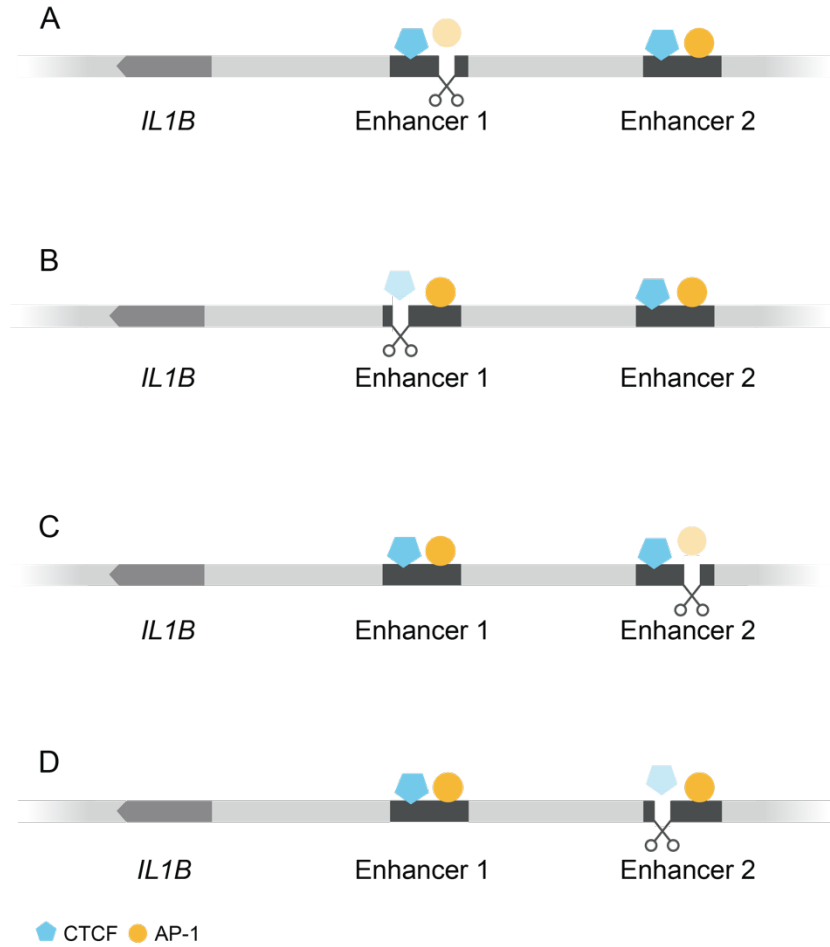 A
IL1B Enhancer 1 Enhancer 2
B
IL1B Enhancer 1 Enhancer 2
C
IL1B Enhancer 1 Enhancer 2
D
IL1B Enhancer 1 Enhancer 2
CTCF AP-1